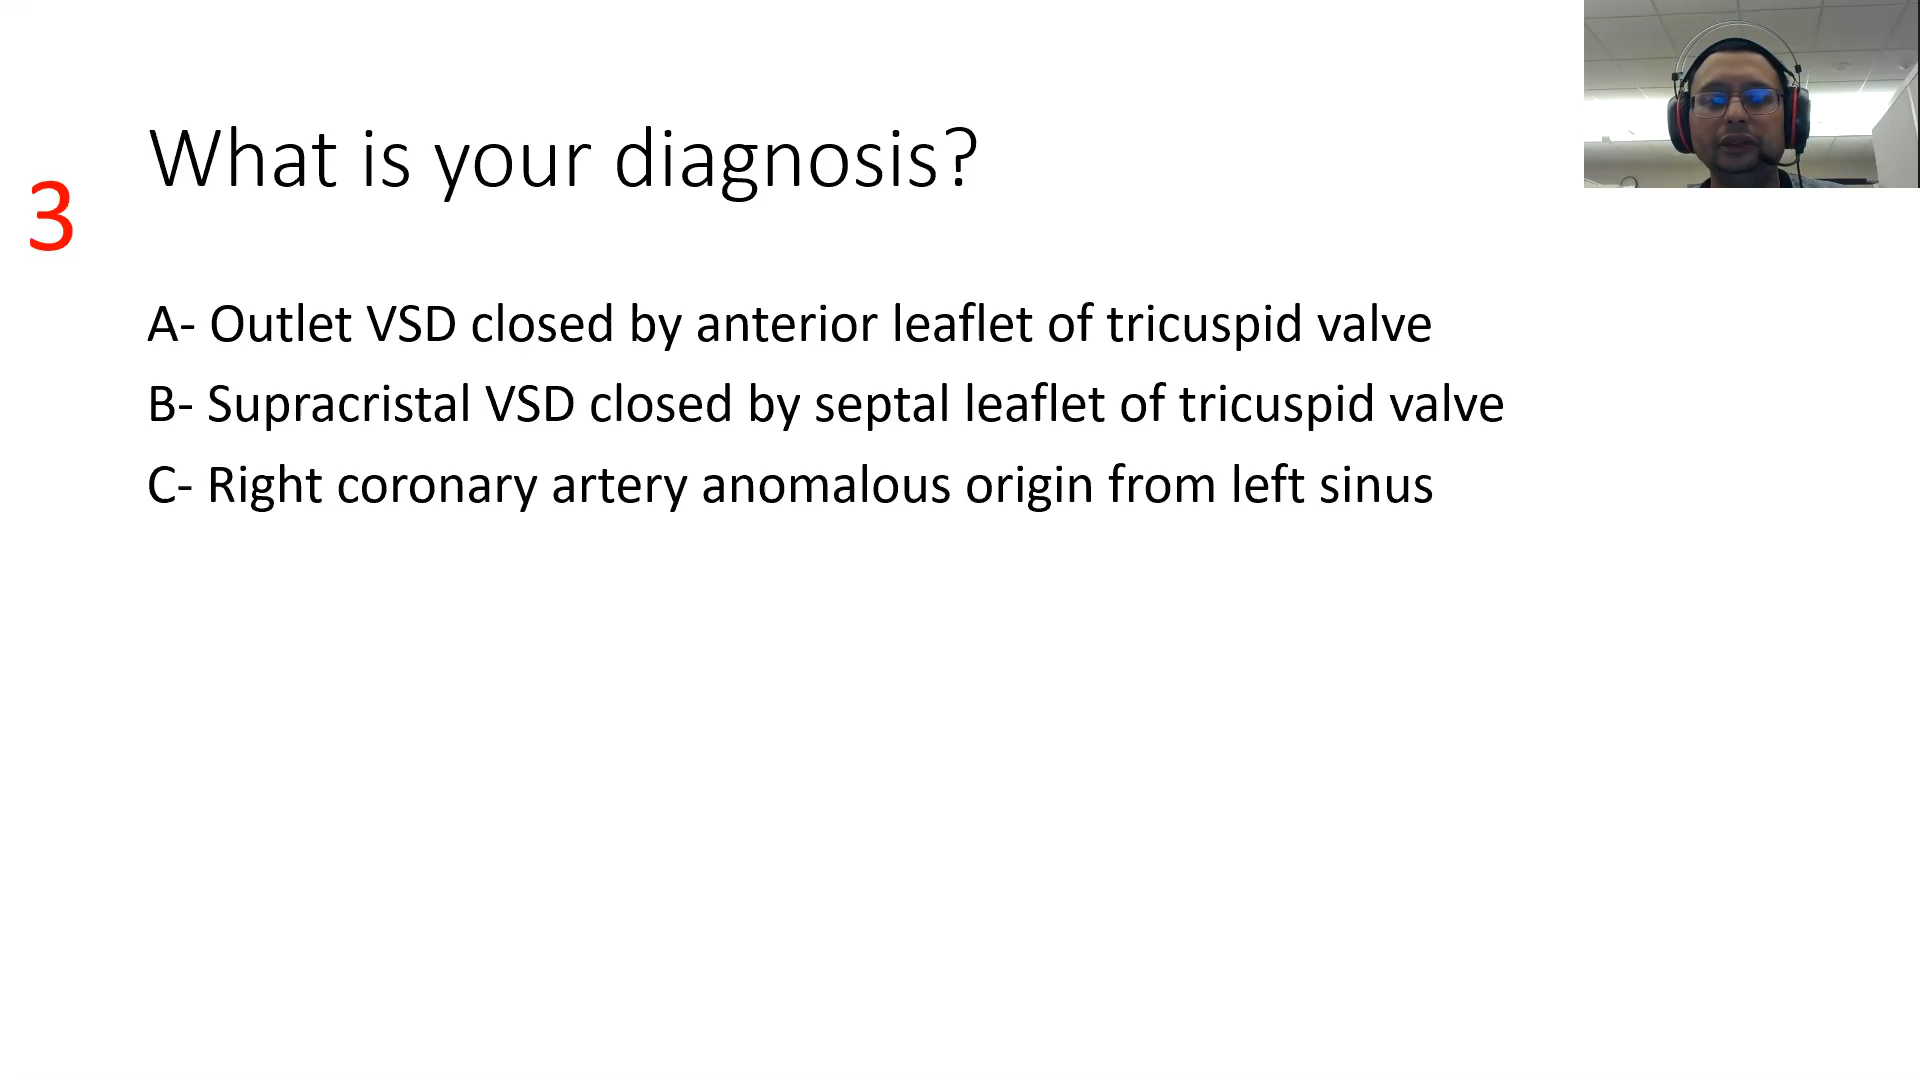 What is your diagnosis?
3
A- Outlet VSD closed by anterior leaflet of tricuspid valve
B- Supracristal VSD closed by septal leaflet of tricuspid valve
C- Right coronary artery anomalous origin from left sinus